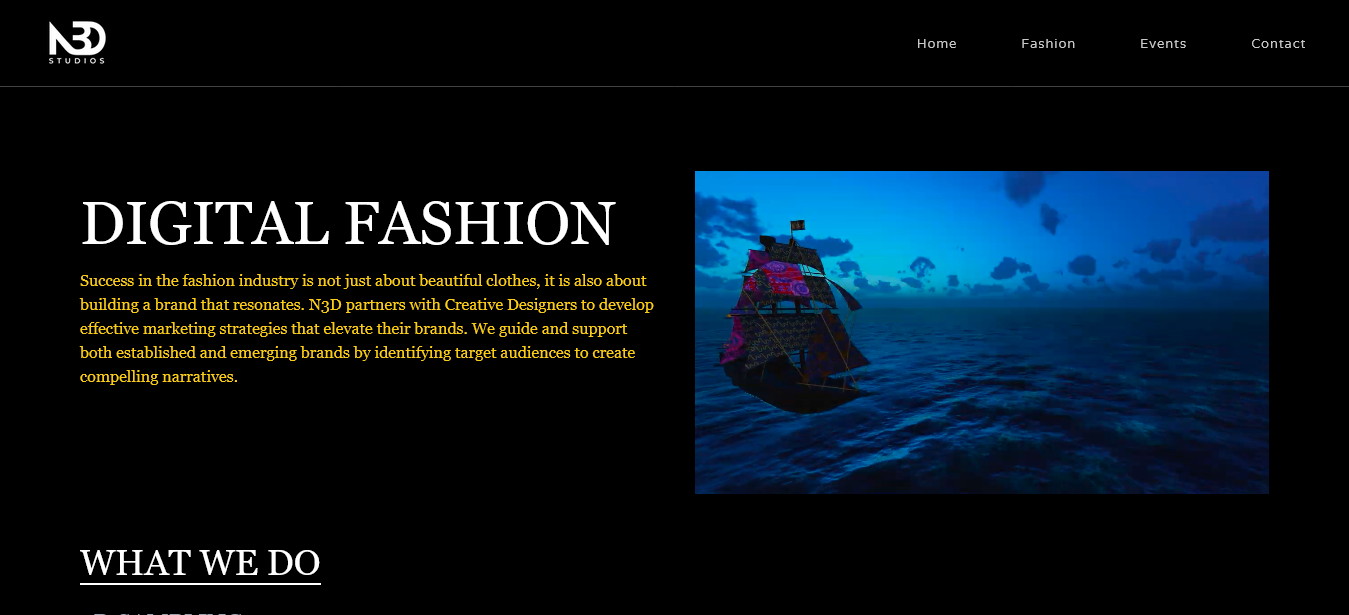 N3D
STUDIOS
Home Fashion Events Contact
DIGITAL FASHION
Success in the fashion industry is not just about beautiful clothes, it is also about
building a brand that resonates. N3D partners with Creative Designers to develop
effective marketing strategies that elevate their brands. We guide and support
both established and emerging brands by identifying target audiences to create
compelling narratives.
WHAT WE DO